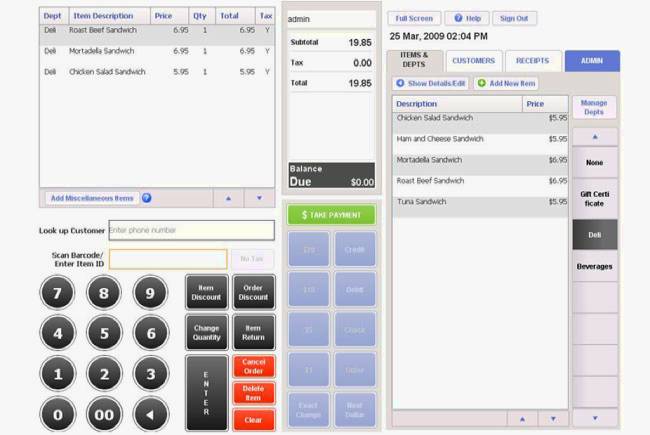 Dept Item Description Price Qty Total Tax
Deli Roast Beef Sandwich 6.95 1 6.95 Y
Deli Mortadella Sandwich 6.95 1 6.95 Y
Deli Chicken Salad Sandwich 5.95 1 5.95 Y
Add Miscellaneous Items ?
Look up Customer Enter phone number
Scan Barcode/
Enter Item ID
No Tax
7 8 9
4 5 6
1 2 3
0 00
Item
Discount
Order
Discount
Change
Quantity
Item
Return
ENTER
Cancel
Order
Delete
Item
Clear
admin
Subtotal 19.85
Tax 0.00
Total 19.85
Balance
Due $0.00
$ TAKE PAYMENT
$20 Credit
$10 Debit
$5 Check
$1 Other
Exact
Change
Next
Dollar
Full Screen ? Help Sign Out
25 Mar, 2009 02:04 PM
ITEMS &
DEPTS
CUSTOMERS RECEIPTS ADMIN
Show Details/Edit Add New Item
Description Price
Chicken Salad Sandwich $5.95
Ham and Cheese Sandwich $5.95
Mortadella Sandwich $6.95
Roast Beef Sandwich $6.95
Tuna Sandwich $5.95
Manage
Depts
None
Gift Certi
ficate
Deli
Beverages